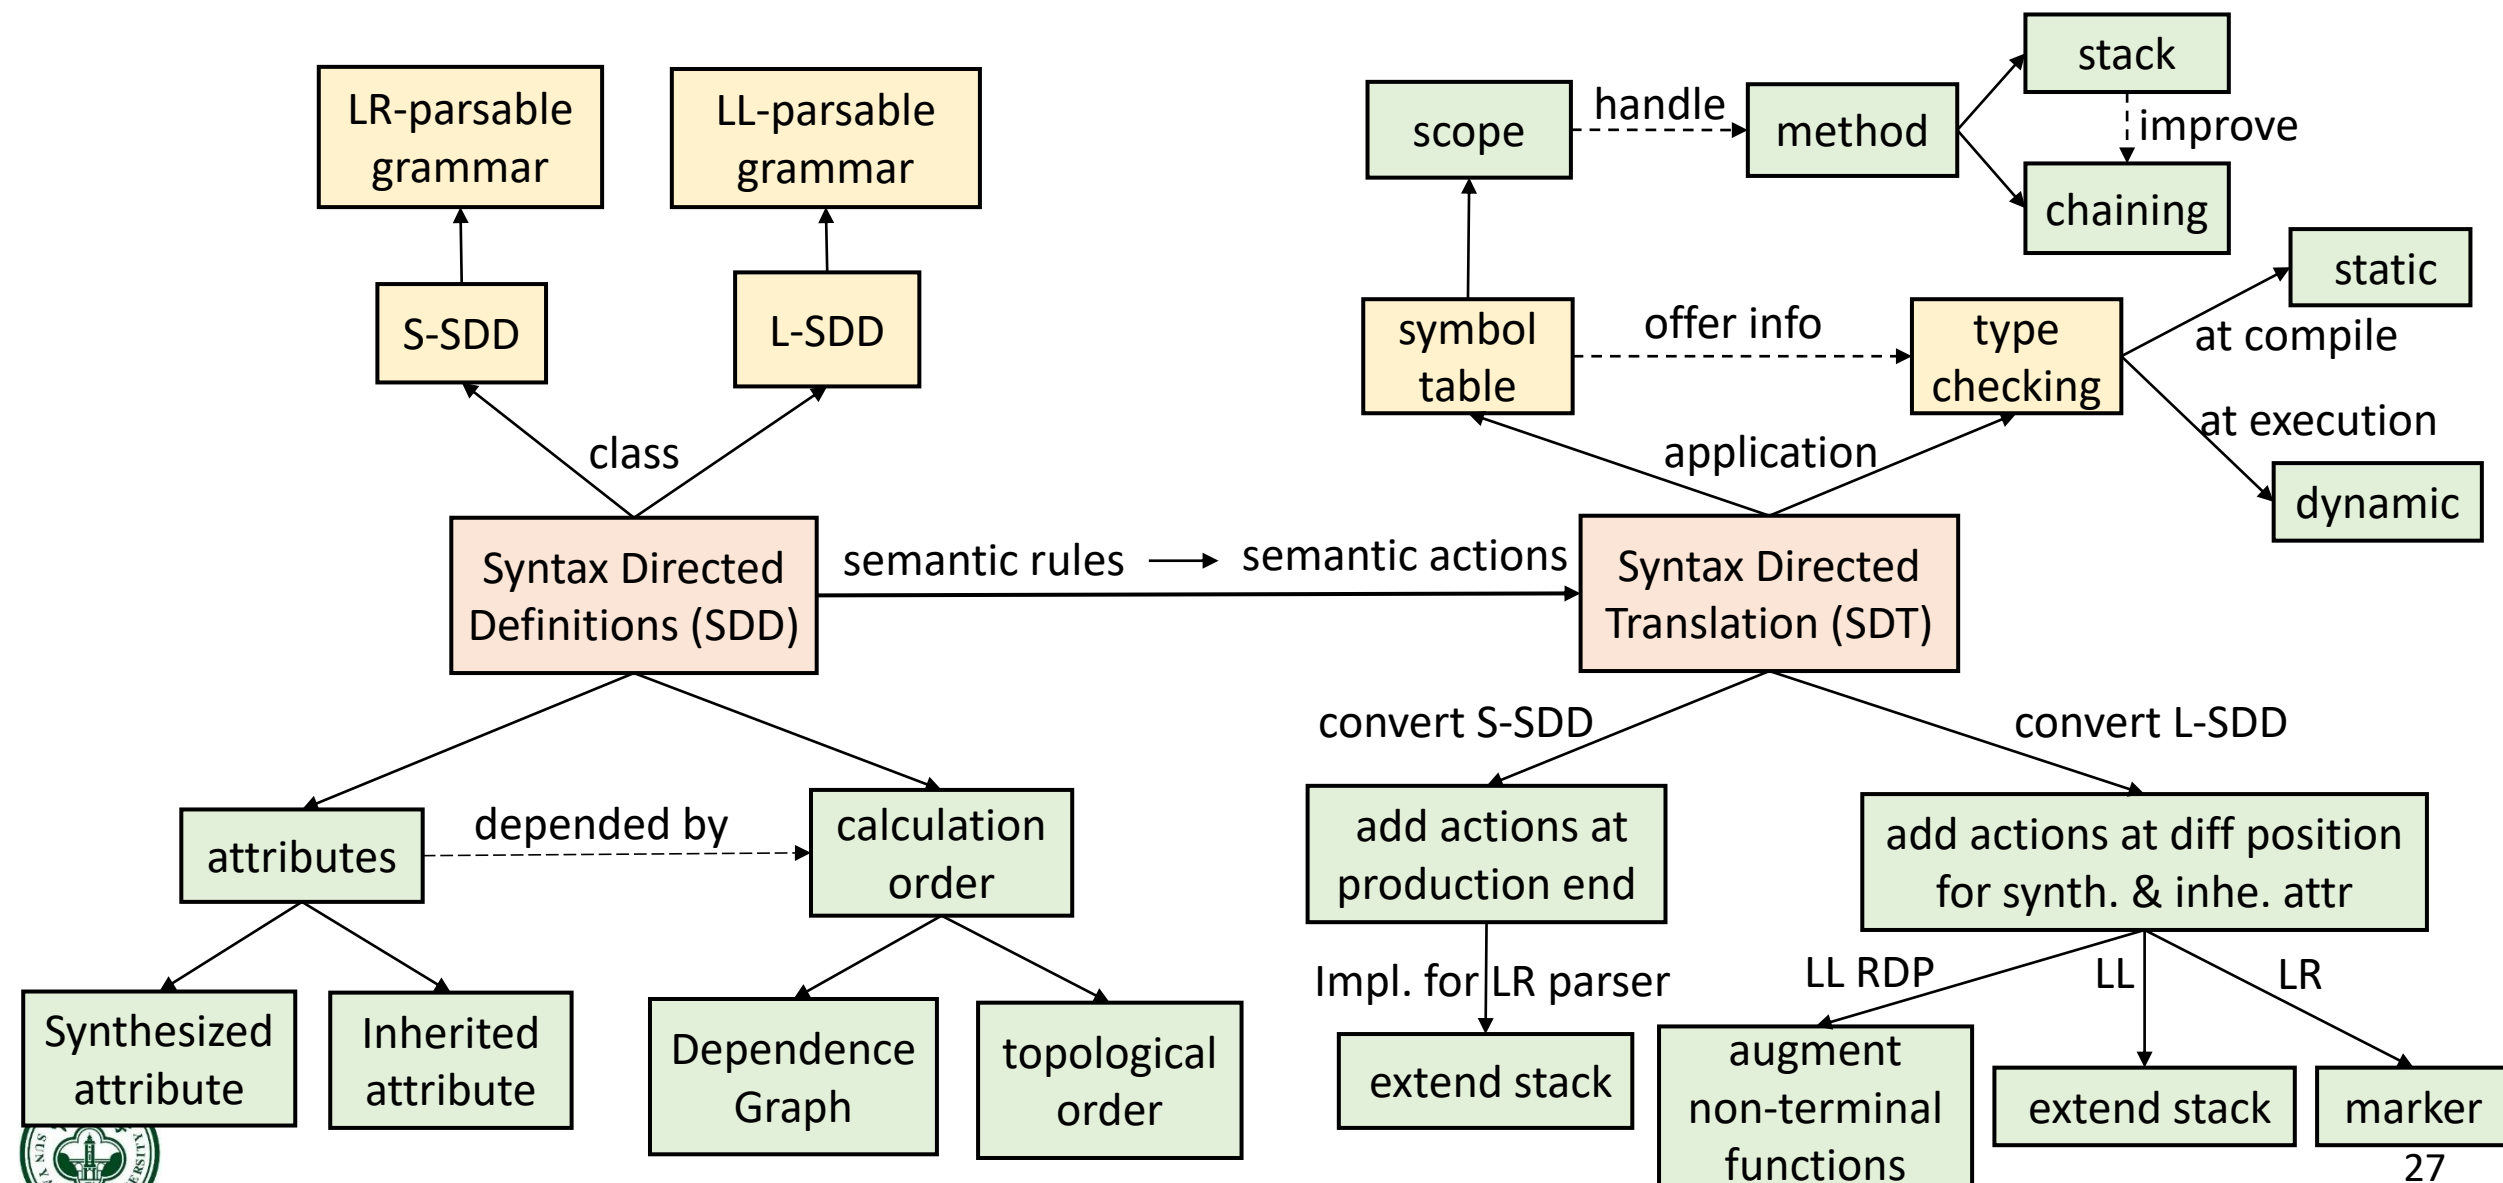 LR-parsable
grammar
LL-parsable
grammar
S-SDD
L-SDD
class
Syntax Directed
Definitions (SDD)
semantic rules
semantic actions
attributes
depended by
calculation
order
Synthesized
attribute
Inherited
attribute
Dependence
Graph
topological
order
scope
handle
method
stack
improve
chaining
symbol
table
offer info
type
checking
static
at compile
at execution
dynamic
application
Syntax Directed
Translation (SDT)
convert S-SDD
convert L-SDD
add actions at
production end
add actions at diff position
for synth. & inhe. attr
Impl. for LR parser
LL RDP
LL
LR
extend stack
augment
non-terminal
functions
extend stack
marker
27